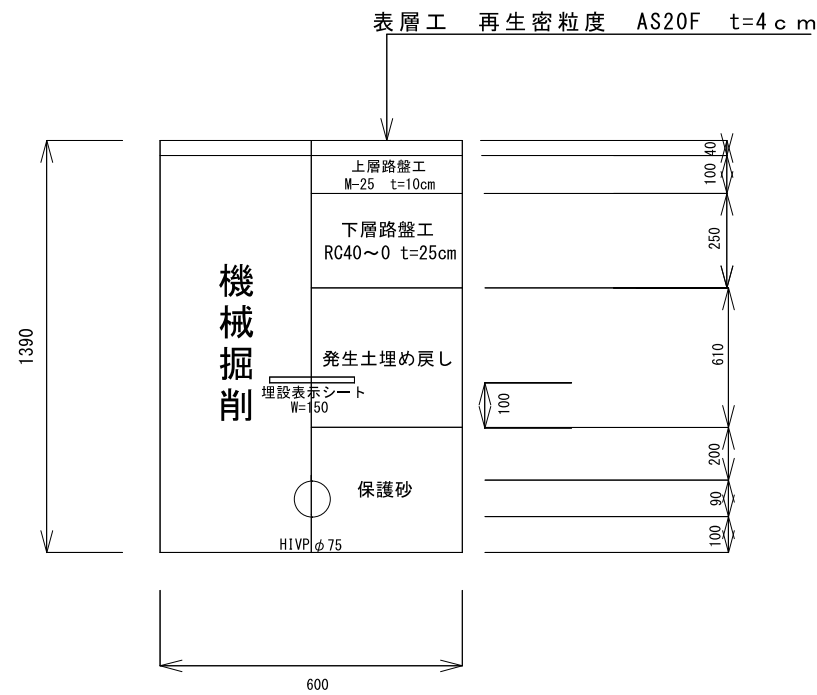 表層工　再生密粒度　AS20F　t=4ｃｍ
上層路盤工
M-25　t=10cm
下層路盤工
RC40～0 t=25cm
機械掘削
発生土埋め戻し
埋設表示シート
W=150
保護砂
HIVPφ75
1390
40
100
250
610
100
200
90
100
600